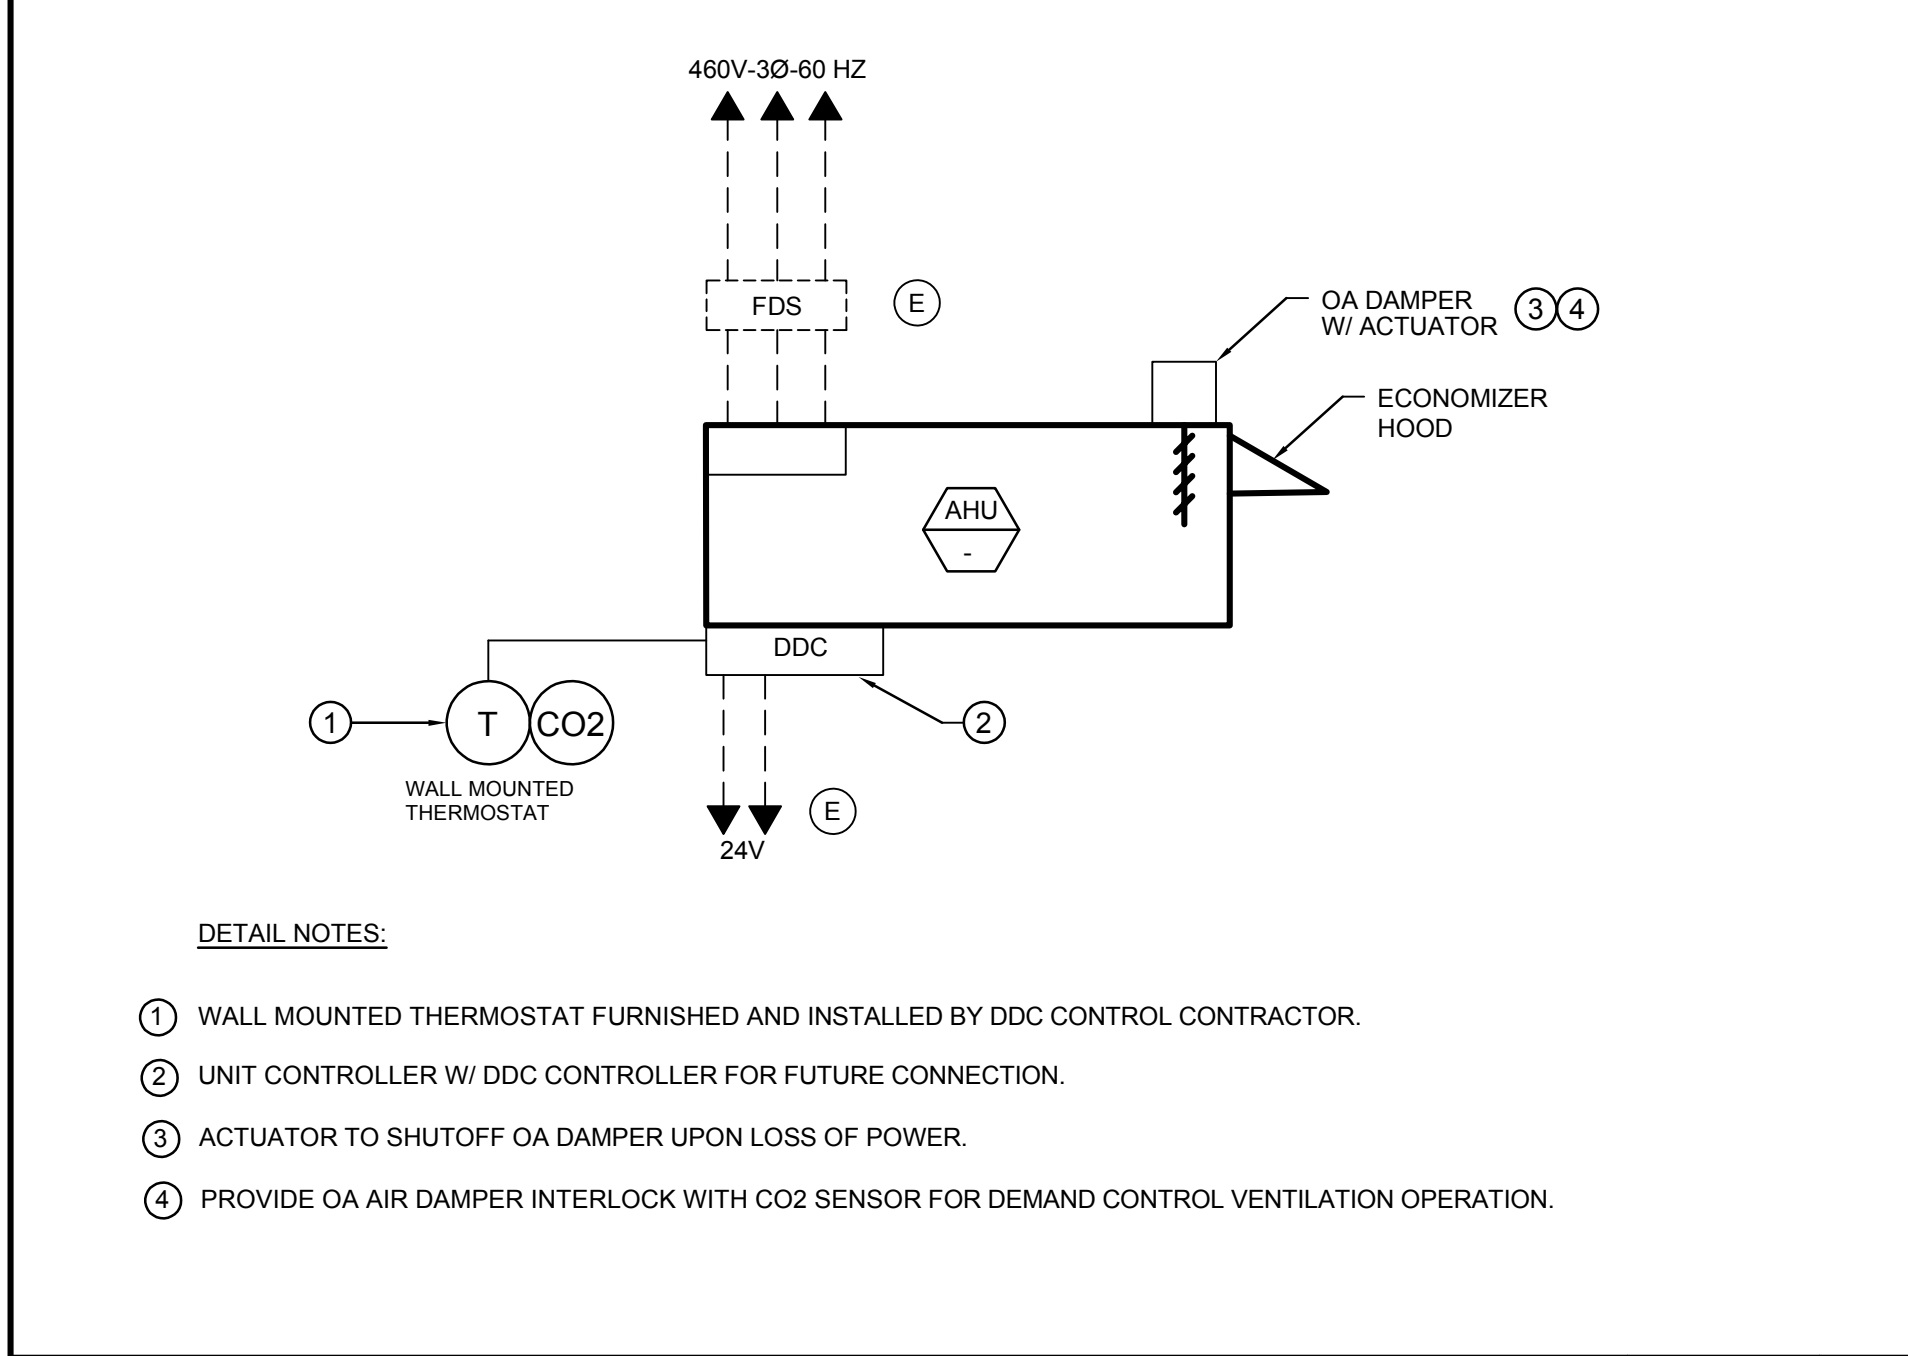 460V-3Ø-60 HZ
FDS
E
OA DAMPER
W/ ACTUATOR
3 4
ECONOMIZER
HOOD
AHU
-
DDC
1
T
CO2
2
WALL MOUNTED
THERMOSTAT
E
24V
DETAIL NOTES:
1 WALL MOUNTED THERMOSTAT FURNISHED AND INSTALLED BY DDC CONTROL CONTRACTOR.
2 UNIT CONTROLLER W/ DDC CONTROLLER FOR FUTURE CONNECTION.
3 ACTUATOR TO SHUTOFF OA DAMPER UPON LOSS OF POWER.
4 PROVIDE OA AIR DAMPER INTERLOCK WITH CO2 SENSOR FOR DEMAND CONTROL VENTILATION OPERATION.